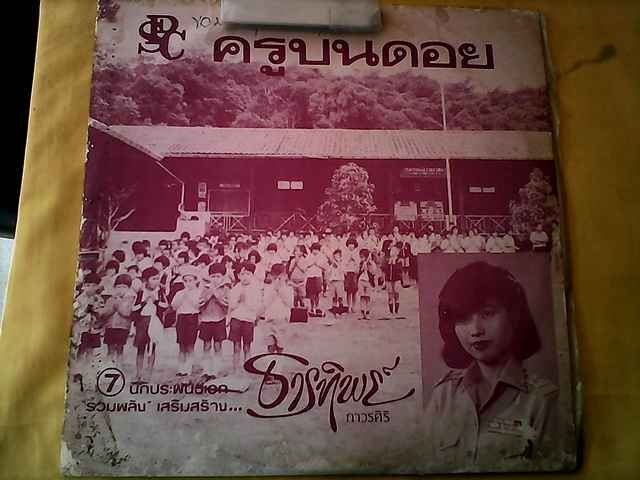 ครูบนดอย
7 นักประพันธ์เอก
รวมพลัง เสริมสร้าง...
ธารทิพย์
ถาวรศิริ